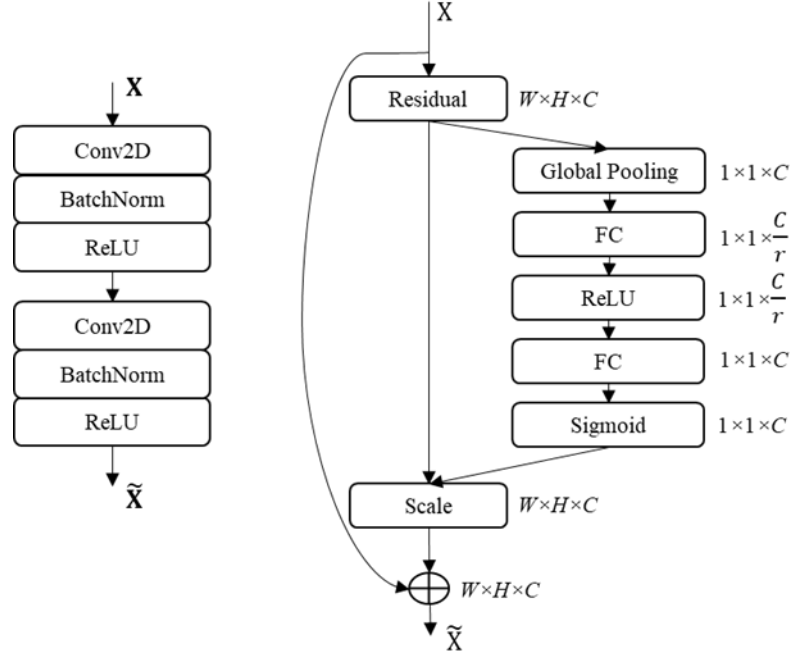 X
Conv2D
BatchNorm
ReLU
Conv2D
BatchNorm
ReLU
X̃
X
Residual W×H×C
Global Pooling 1×1×C
FC 1×1×C/r
ReLU 1×1×C/r
FC 1×1×C
Sigmoid 1×1×C
Scale W×H×C
W×H×C
X̃